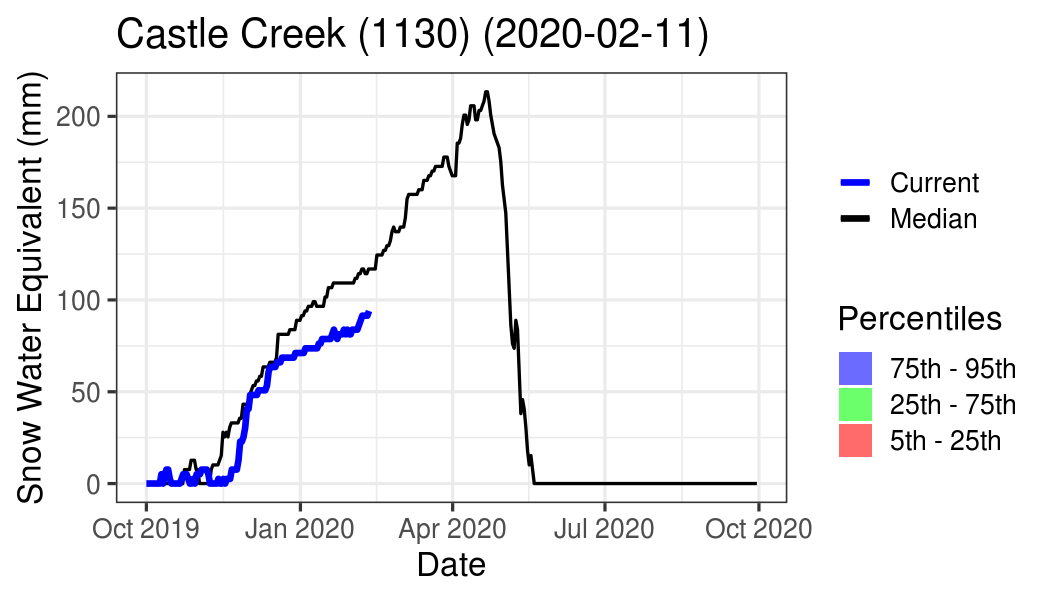 Castle Creek (1130) (2020-02-11)
Snow Water Equivalent (mm)
200
150
100
50
0
Oct 2019 Jan 2020 Apr 2020 Jul 2020 Oct 2020
Date
Current
Median
Percentiles
75th - 95th
25th - 75th
5th - 25th